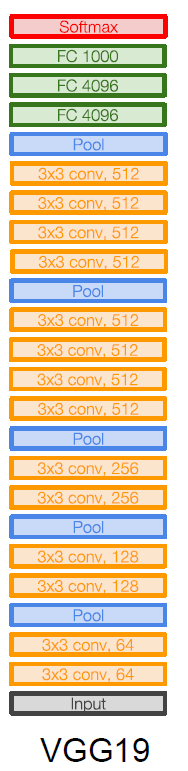 Softmax
FC 1000
FC 4096
FC 4096
Pool
3x3 conv, 512
3x3 conv, 512
3x3 conv, 512
3x3 conv, 512
Pool
3x3 conv, 512
3x3 conv, 512
3x3 conv, 512
3x3 conv, 512
Pool
3x3 conv, 256
3x3 conv, 256
Pool
3x3 conv, 128
3x3 conv, 128
Pool
3x3 conv, 64
3x3 conv, 64
Input
VGG19